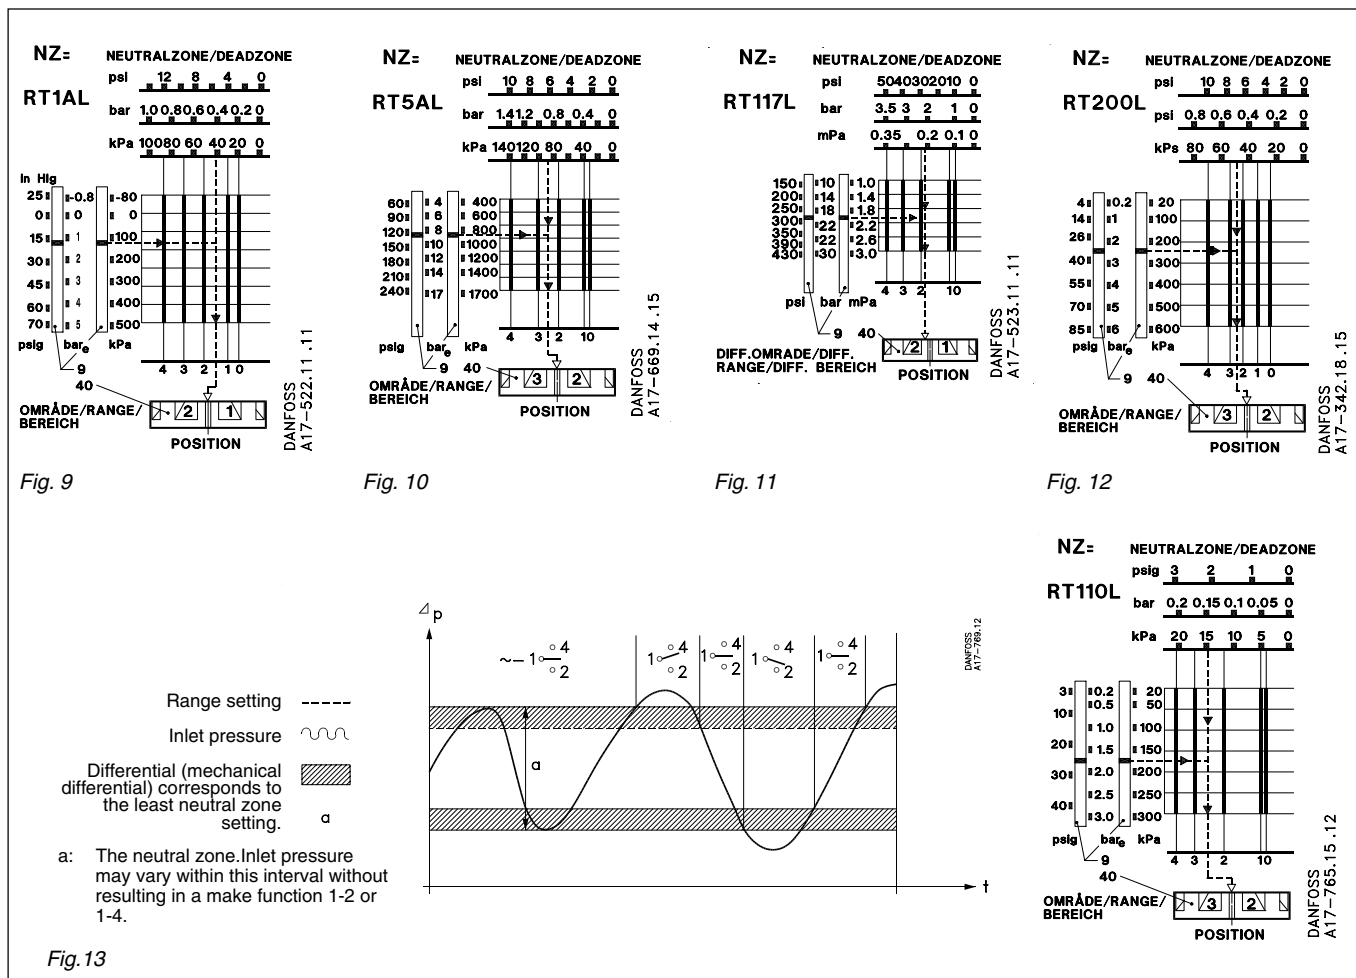 NZ= NEUTRALZONE/DEADZONE
psi 12 8 4 0
RT1AL
bar 1.0 0.8 0.6 0.4 0.2 0
kPa 100 80 60 40 20 0
In Hlg
25 -0.8 -80
0 0 0
15 1 100
30 2 200
45 3 300
60 4 400
70 5 500
psig bare kPa 4 3 2 1 0
9
40
OMRÅDE/RANGE/
BEREICH
2 1
POSITION
DANFOSS
A17-522.11.11
Fig. 9
NZ= NEUTRALZONE/DEADZONE
psi 10 8 6 4 2 0
RT5AL
bar 1.4 1.2 0.8 0.4 0
kPa 140 120 80 40 0
60 4 400
90 6 600
120 8 800
150 10 1000
180 12 1200
210 14 1400
240 17 1700
4 3 2 1 0
psig bare kPa
9 40
OMRÅDE/RANGE/
BEREICH
3 2
POSITION
DANFOSS
A17-669.14.15
Fig. 10
NZ= NEUTRALZONE/DEADZONE
psi 50 40 30 20 10 0
RT117L
bar 3.5 3 2 1 0
mPa 0.35 0.2 0.1 0
150 10 1.0
200 14 1.4
250 18 1.8
300 22 2.2
350 22 2.6
390
430 30 3.0
4 3 2 1 0
psi bar mPa
9 40
DIFF.OMRADE/DIFF.
RANGE/DIFF. BEREICH
2 1
POSITION
DANFOSS
A17-523.11.11
Fig. 11
NZ= NEUTRALZONE/DEADZONE
psi 10 8 6 4 2 0
RT200L
psi 0.8 0.6 0.4 0.2 0
kPs 80 60 40 20 0
4 0.2 20
14 1 100
26 2 200
40 3 300
55 4 400
70 5 500
85 6 600
psig bare kPa 4 3 2 1 0
9 40
OMRÅDE/RANGE/
BEREICH
3 2
POSITION
DANFOSS
A17-342.18.15
Fig. 12
Range setting
Inlet pressure
Differential (mechanical
differential) corresponds to
the least neutral zone
setting.
a
a: The neutral zone.Inlet pressure
may vary within this interval without
resulting in a make function 1-2 or
1-4.
Fig.13
⊿p
~– 1 4 2
1 4 2
1 4 2
1 4 2
1 4 2
a
t
DANFOSS
A17-769.12
NZ= NEUTRALZONE/DEADZONE
psig 3 2 1 0
RT110L
bar 0.2 0.15 0.1 0.05 0
kPa 20 15 10 5 0
3 0.2 20
0.5 50
10
1.0 100
20 1.5 150
30 2.0 200
2.5 250
40
3.0 300
psig bare kPa 4 3 2 1 0
9
40
OMRÅDE/RANGE/
BEREICH
3 2
POSITION
DANFOSS
A17-765.15.12